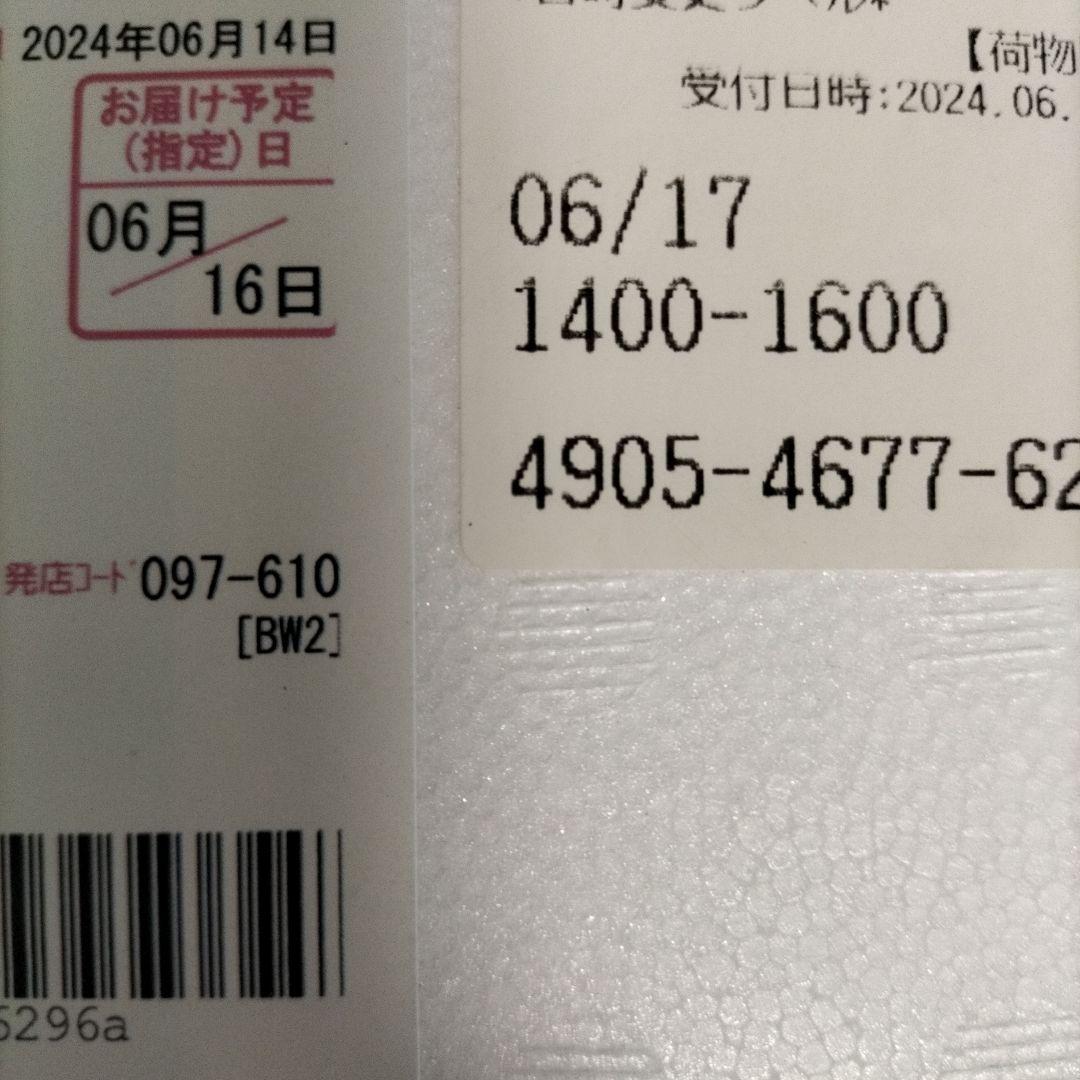 2024年06月14日
お届け予定
(指定)日
06月
16日
発店コード097-610
[BW2]
6296a
【荷物
受付日時:2024.06.
06/17
1400-1600
4905-4677-62